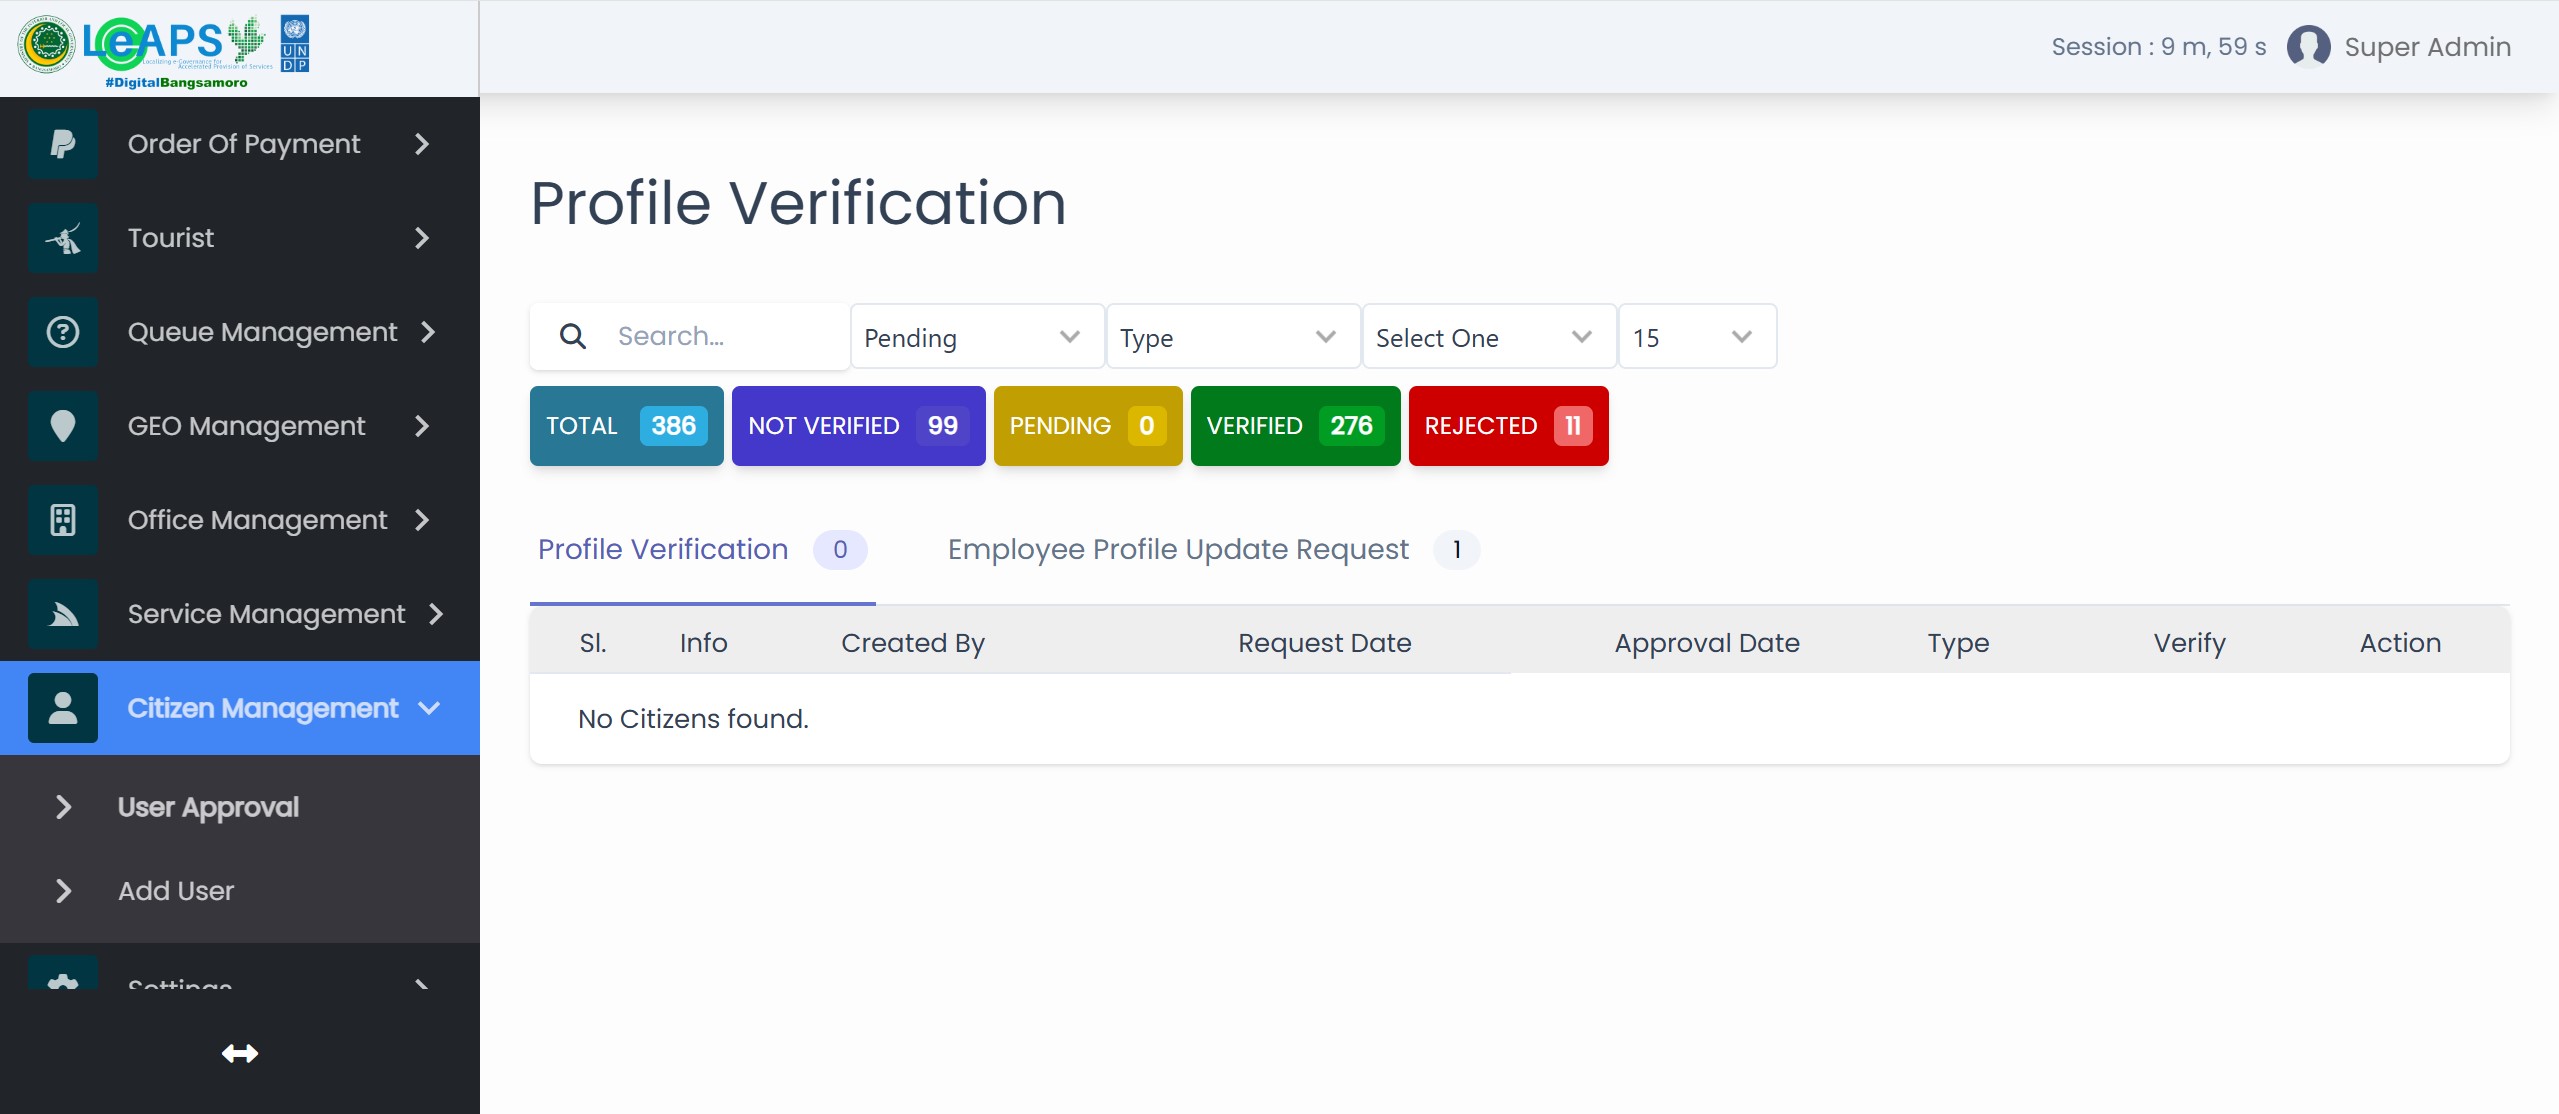 LeAPS
Localizing e-Governance for
Accelerated Provision of Services
#DigitalBangsamoro
UN
DP
Session : 9 m, 59 s
Super Admin
Order Of Payment
Tourist
Queue Management
GEO Management
Office Management
Service Management
Citizen Management
User Approval
Add User
Settings
Profile Verification
Search...
Pending
Type
Select One
15
TOTAL 386
NOT VERIFIED 99
PENDING 0
VERIFIED 276
REJECTED 11
Profile Verification 0
Employee Profile Update Request 1
Sl. Info Created By Request Date Approval Date Type Verify Action
No Citizens found.